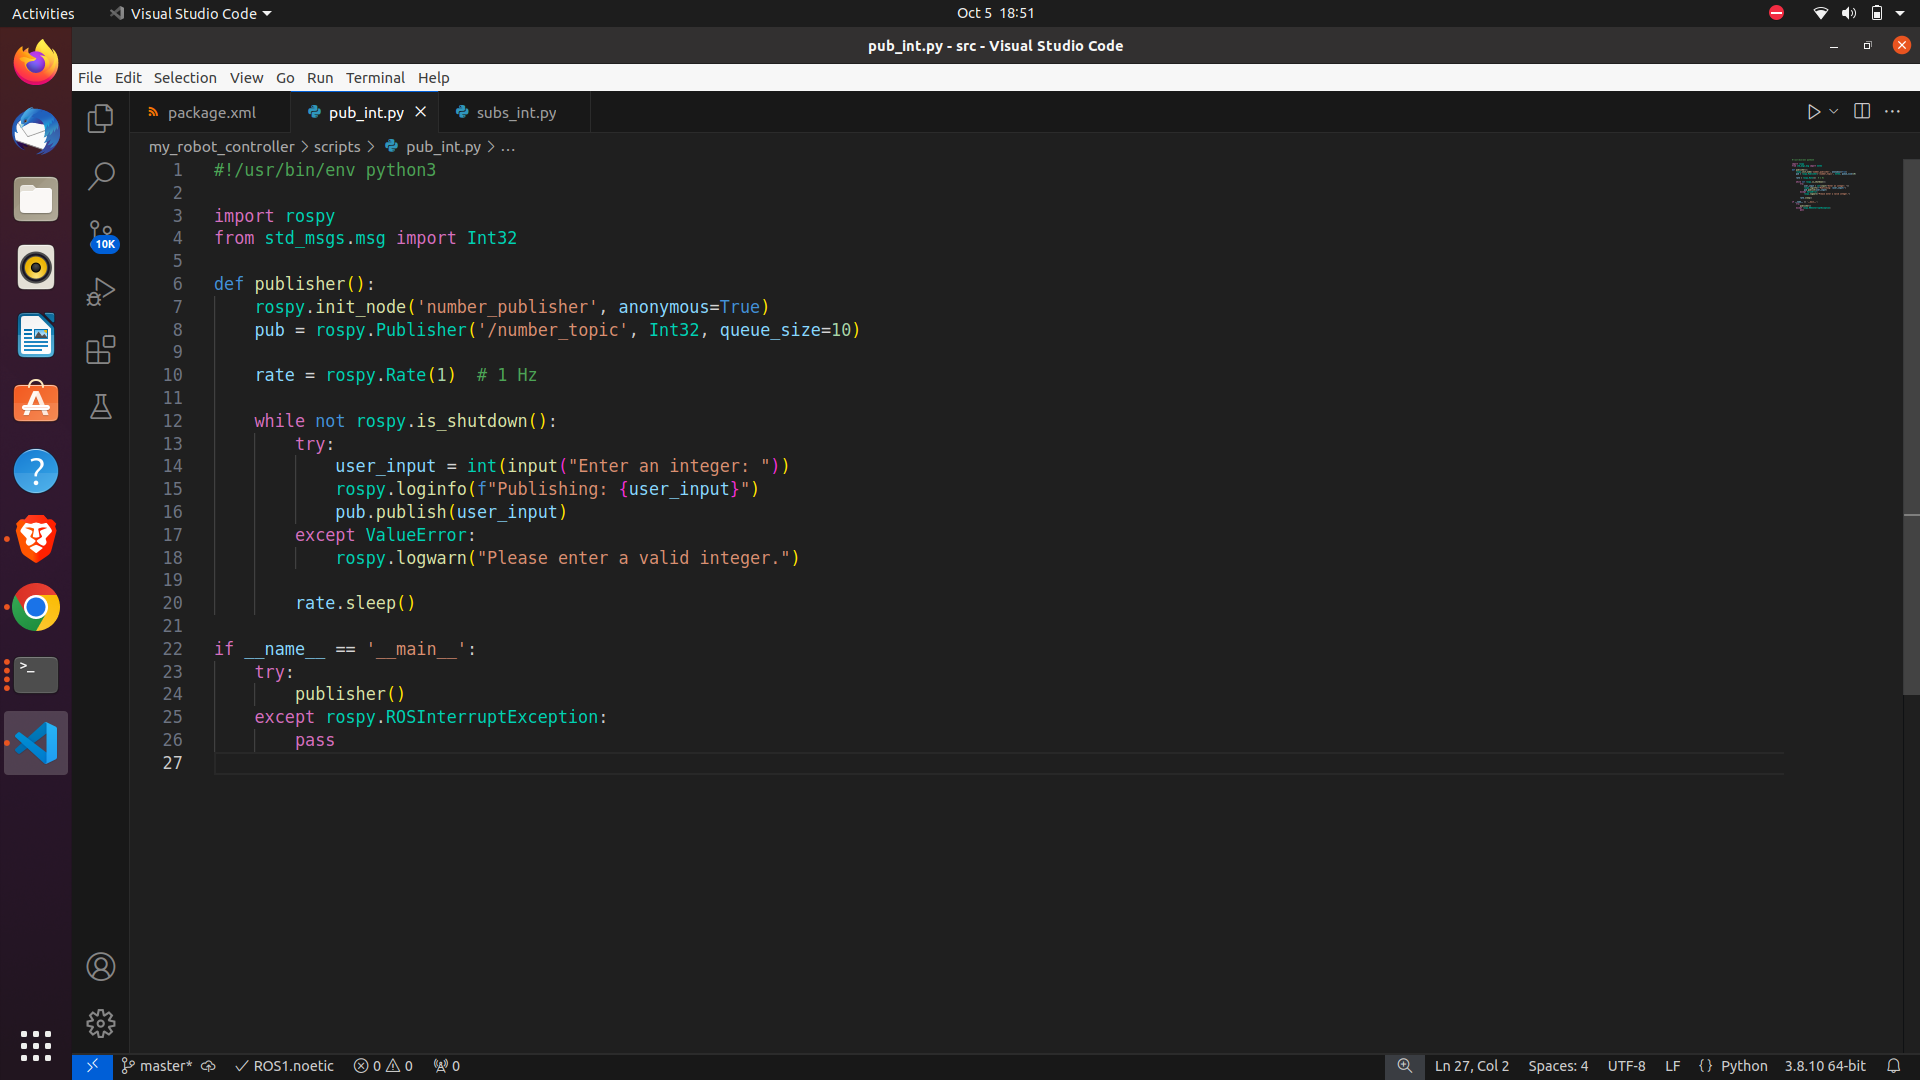 Activities
Visual Studio Code
Oct 5 18:51
pub_int.py - src - Visual Studio Code
File Edit Selection View Go Run Terminal Help
package.xml
pub_int.py
subs_int.py
my_robot_controller > scripts > pub_int.py > ...
10K
1 #!/usr/bin/env python3
2
3 import rospy
4 from std_msgs.msg import Int32
5
6 def publisher():
7     rospy.init_node('number_publisher', anonymous=True)
8     pub = rospy.Publisher('/number_topic', Int32, queue_size=10)
9
10     rate = rospy.Rate(1)  # 1 Hz
11
12     while not rospy.is_shutdown():
13         try:
14             user_input = int(input("Enter an integer: "))
15             rospy.loginfo(f"Publishing: {user_input}")
16             pub.publish(user_input)
17         except ValueError:
18             rospy.logwarn("Please enter a valid integer.")
19
20         rate.sleep()
21
22 if __name__ == '__main__':
23     try:
24         publisher()
25     except rospy.ROSInterruptException:
26         pass
27
master* ROS1.noetic 0 0 0 Ln 27, Col 2 Spaces: 4 UTF-8 LF {} Python 3.8.10 64-bit